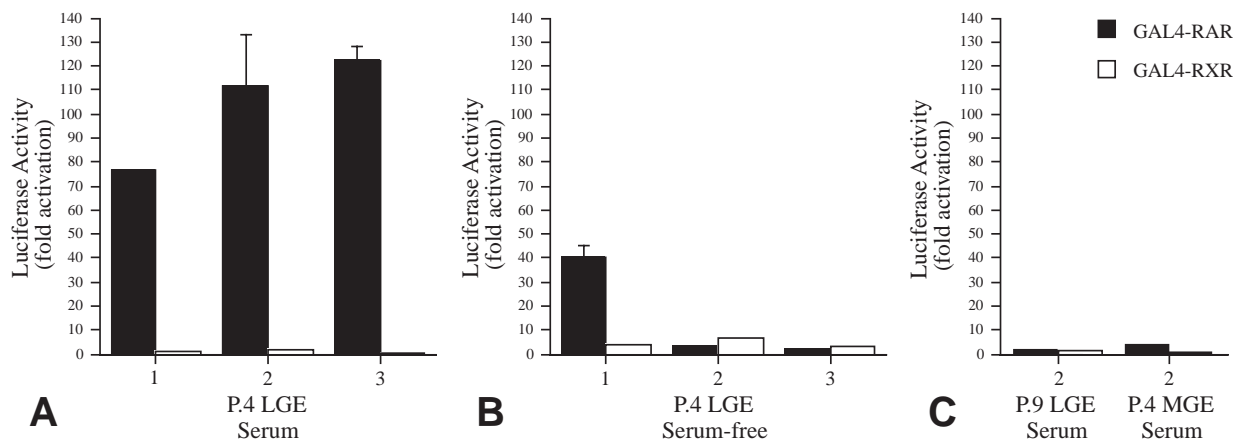 140
130
120
110
100
90
80
70
60
50
40
30
20
10
0
Luciferase Activity
(fold activation)
1 2 3
A
P.4 LGE
Serum
140
130
120
110
100
90
80
70
60
50
40
30
20
10
0
Luciferase Activity
(fold activation)
1 2 3
B
P.4 LGE
Serum-free
140
130
120
110
100
90
80
70
60
50
40
30
20
10
0
Luciferase Activity
(fold activation)
GAL4-RAR
GAL4-RXR
2 2
C
P.9 LGE P.4 MGE
Serum Serum